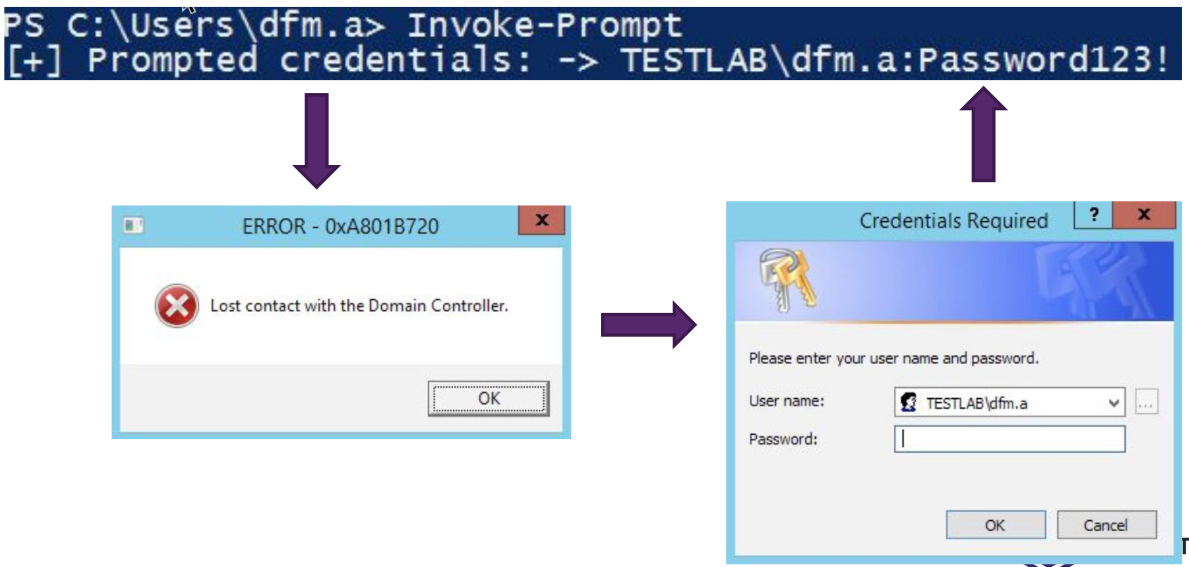 PS C:\Users\dfm.a> Invoke-Prompt
[+] Prompted credentials: -> TESTLAB\dfm.a:Password123!
ERROR - 0xA801B720
x
Lost contact with the Domain Controller.
OK
Credentials Required
? x
Please enter your user name and password.
User name: TESTLAB\dfm.a ...
Password:
OK Cancel